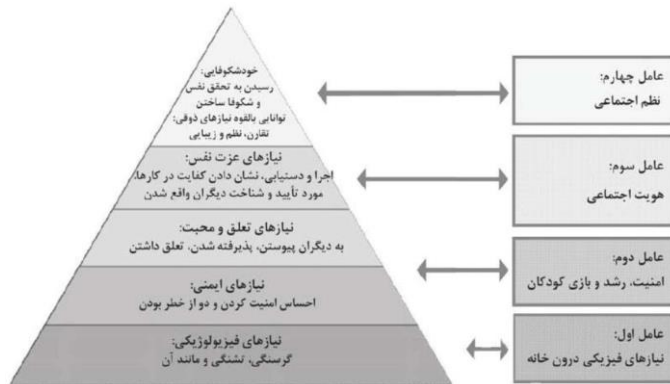 خودشکوفایی:
رسیدن به تحقق نفس
و شکوفا ساختن
توانایی بالقوه نیازهای ذوقی:
تقارن، نظم و زیبایی
نیازهای عزت نفس:
اجرا و دستیابی، نشان دادن کفایت در کارها،
مورد تأیید و شناخت دیگران واقع شدن
نیازهای تعلق و محبت:
به دیگران پیوستن، پذیرفته شدن، تعلق داشتن
نیازهای ایمنی:
احساس امنیت کردن و دو از خطر بودن
نیازهای فیزیولوژیکی:
گرسنگی، تشنگی و مانند آن
عامل چهارم:
نظم اجتماعی
عامل سوم:
هویت اجتماعی
عامل دوم:
امنیت، رشد و بازی کودکان
عامل اول:
نیازهای فیزیکی درون خانه